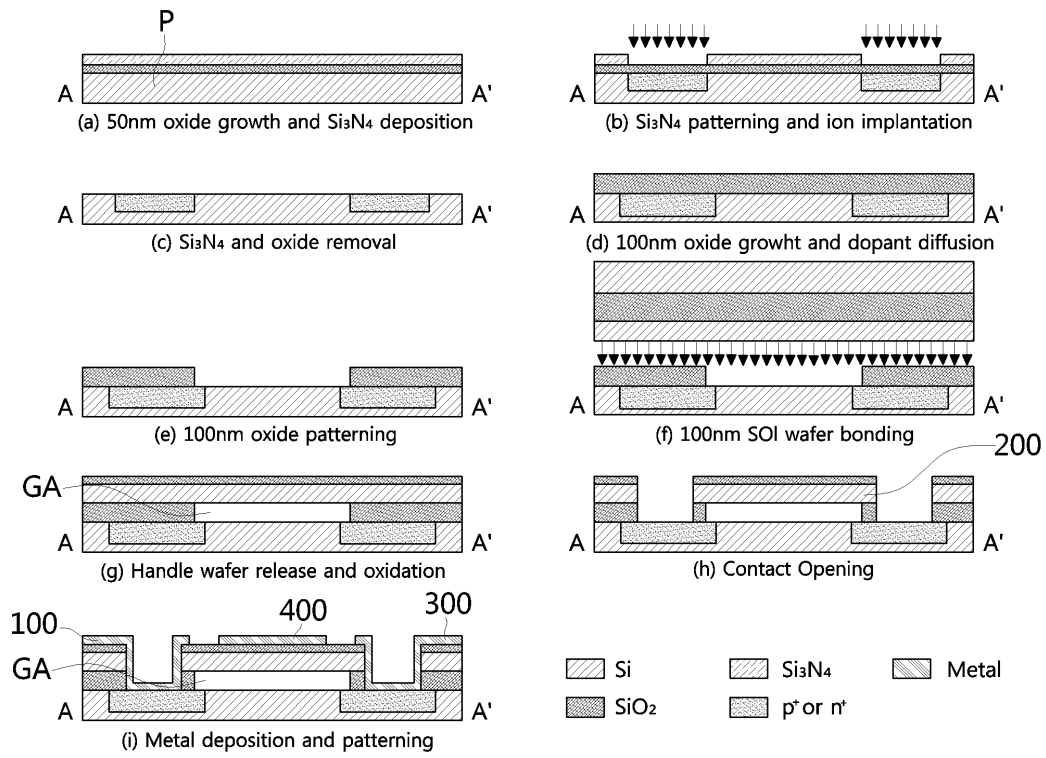 P
A A'
(a) 50nm oxide growth and Si₃N₄ deposition
A A'
(b) Si₃N₄ patterning and ion implantation
A A'
(c) Si₃N₄ and oxide removal
A A'
(d) 100nm oxide growht and dopant diffusion
A A'
(e) 100nm oxide patterning
A A'
(f) 100nm SOI wafer bonding
GA
A A'
(g) Handle wafer release and oxidation
200
A A'
(h) Contact Opening
100 400 300
GA
A A'
(i) Metal deposition and patterning
Si Si₃N₄ Metal
SiO₂ p⁺ or n⁺